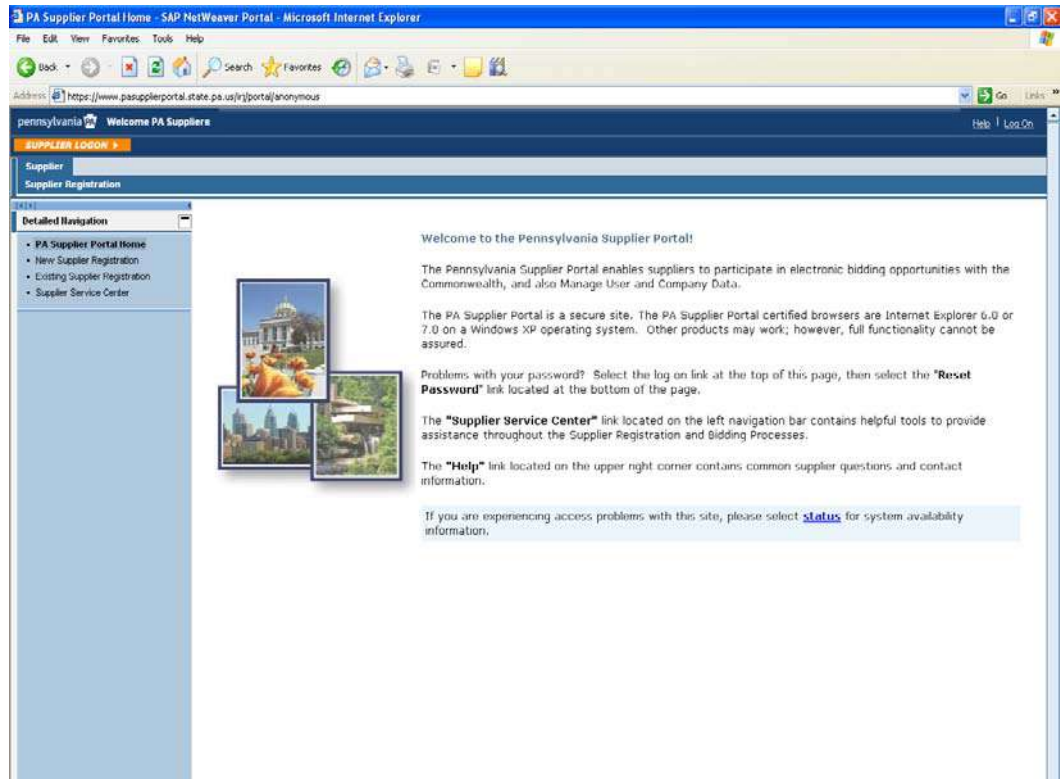 PA Supplier Portal Home - SAP NetWeaver Portal - Microsoft Internet Explorer
File Edit View Favorites Tools Help
Back Search Favorites
Address https://www.pasupplierportal.state.pa.us/irj/portal/anonymous Go Links »
pennsylvania PA Welcome PA Suppliers Help | Log On
SUPPLIER LOGON
Supplier
Supplier Registration
Detailed Navigation
• PA Supplier Portal Home
• New Supplier Registration
• Existing Supplier Registration
• Supplier Service Center
Welcome to the Pennsylvania Supplier Portal!
The Pennsylvania Supplier Portal enables suppliers to participate in electronic bidding opportunities with the
Commonwealth, and also Manage User and Company Data.
The PA Supplier Portal is a secure site. The PA Supplier Portal certified browsers are Internet Explorer 6.0 or
7.0 on a Windows XP operating system. Other products may work; however, full functionality cannot be
assured.
Problems with your password? Select the log on link at the top of this page, then select the "Reset
Password" link located at the bottom of the page.
The "Supplier Service Center" link located on the left navigation bar contains helpful tools to provide
assistance throughout the Supplier Registration and Bidding Processes.
The "Help" link located on the upper right corner contains common supplier questions and contact
information.
If you are experiencing access problems with this site, please select status for system availability
information.